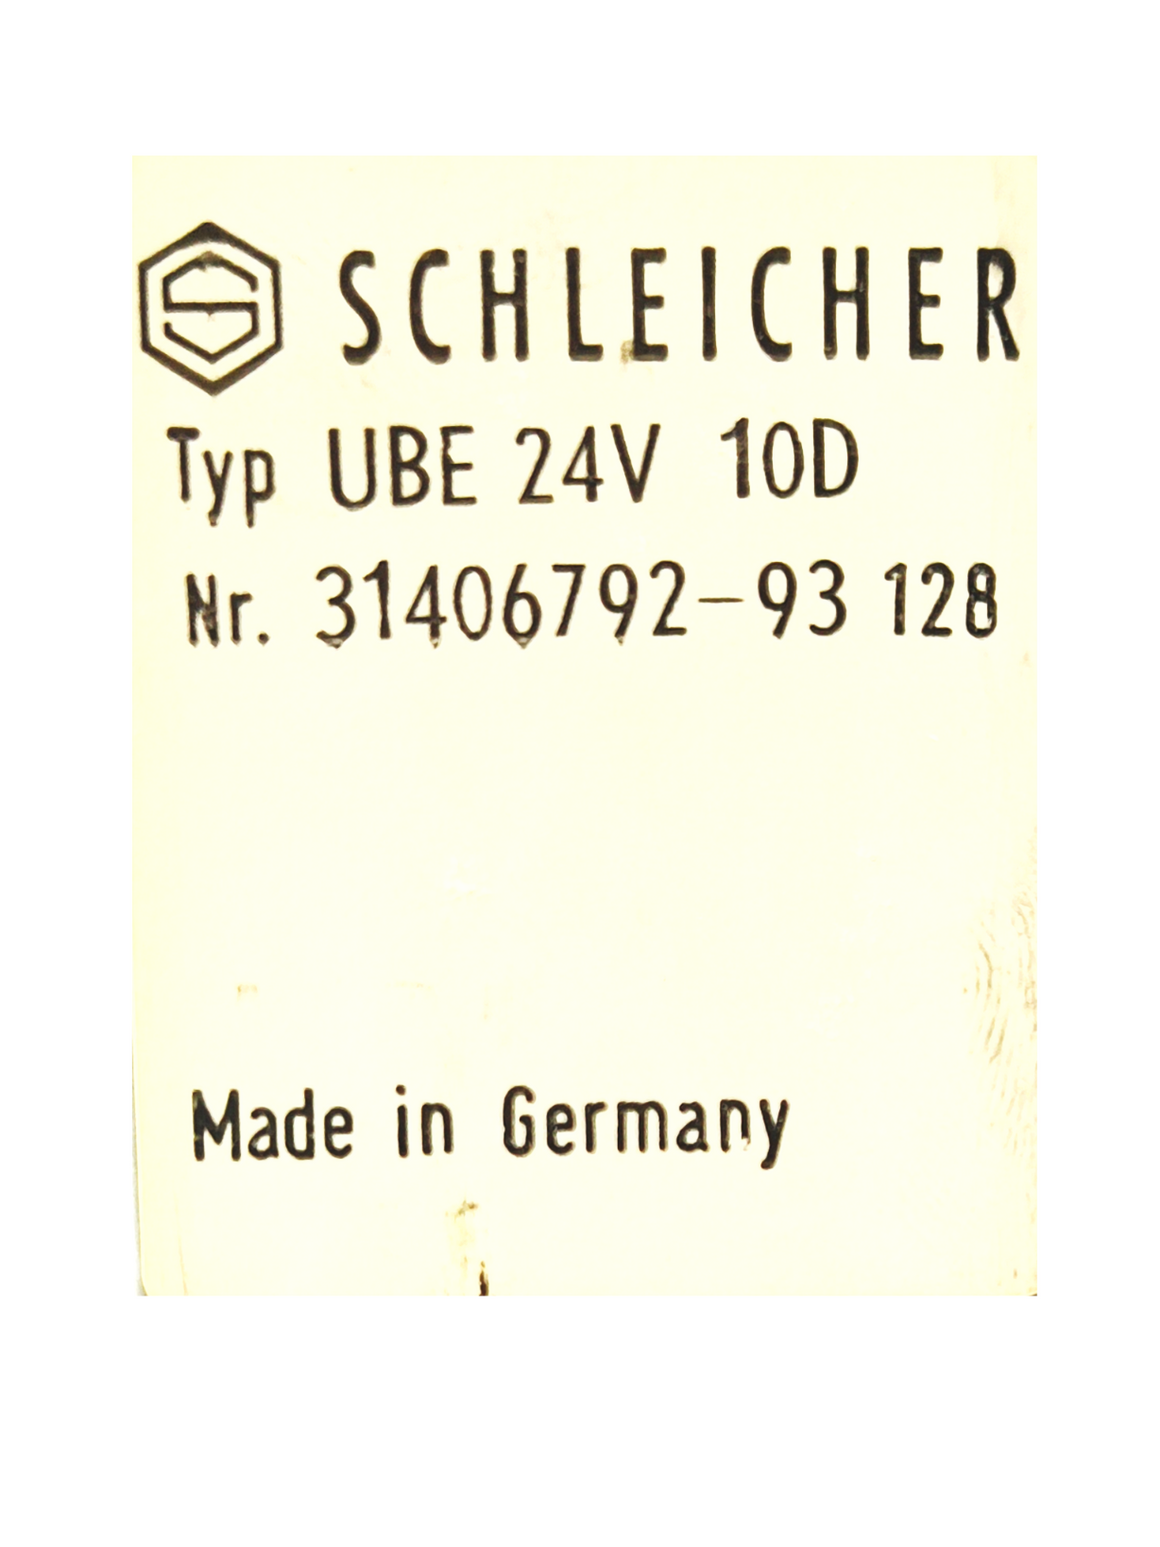 SCHLEICHER
Typ UBE 24V 10D
Nr. 31406792-93 128
Made in Germany